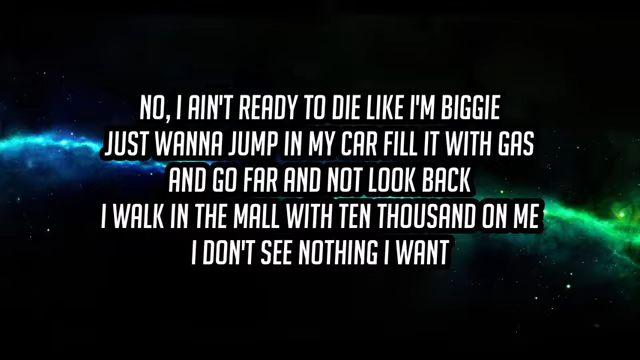 NO, I AIN'T READY TO DIE LIKE I'M BIGGIE
JUST WANNA JUMP IN MY CAR FILL IT WITH GAS
AND GO FAR AND NOT LOOK BACK
I WALK IN THE MALL WITH TEN THOUSAND ON ME
I DON'T SEE NOTHING I WANT